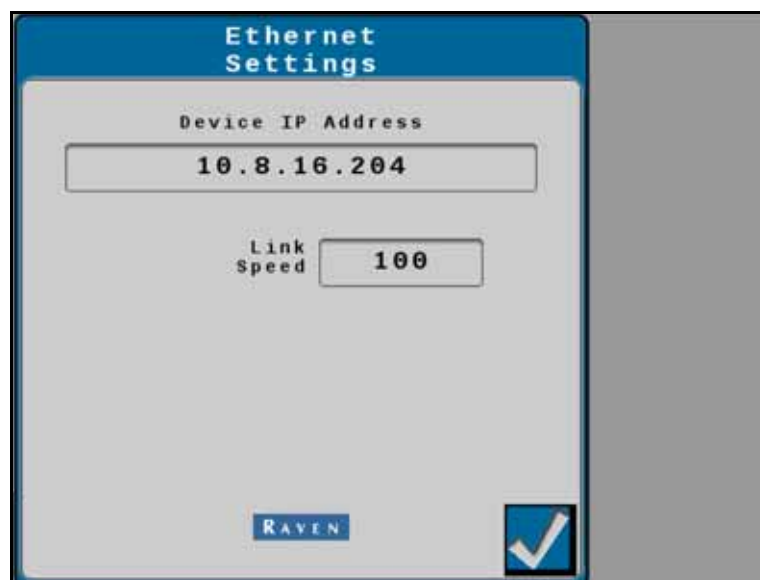 Ethernet
Settings
Device IP Address
10.8.16.204
Link
Speed
100
RAVEN